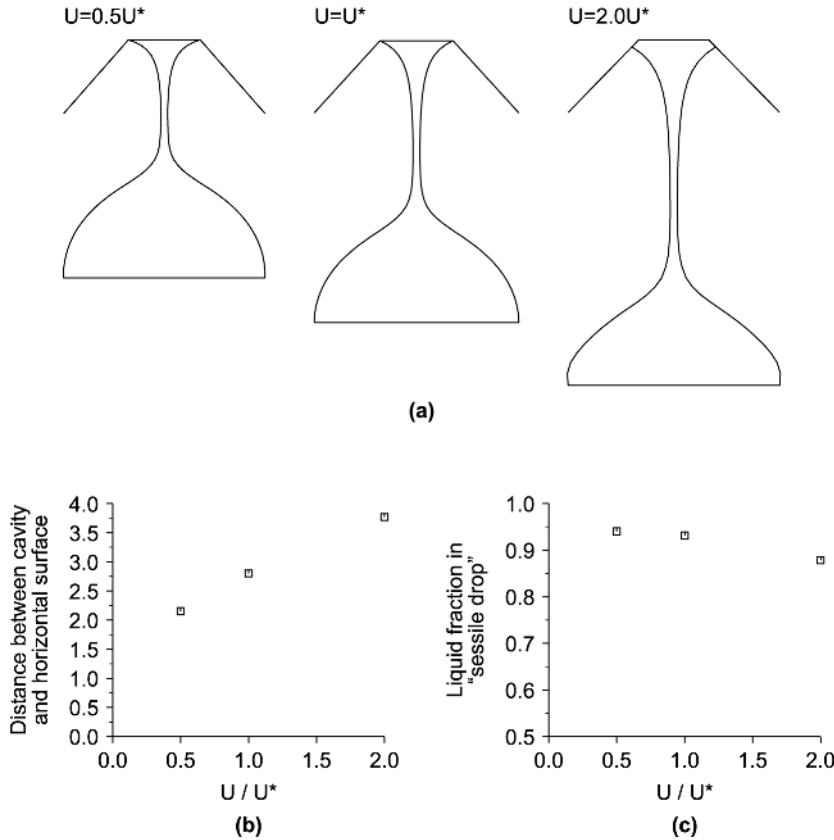 U=0.5U*
U=U*
U=2.0U*
(a)
Distance between cavity
and horizontal surface
4.0
3.5
3.0
2.5
2.0
1.5
1.0
0.5
0.0
0.0 0.5 1.0 1.5 2.0
U / U*
(b)
Liquid fraction in
“sessile drop”
1.0
0.9
0.8
0.7
0.6
0.5
0.0 0.5 1.0 1.5 2.0
U / U*
(c)